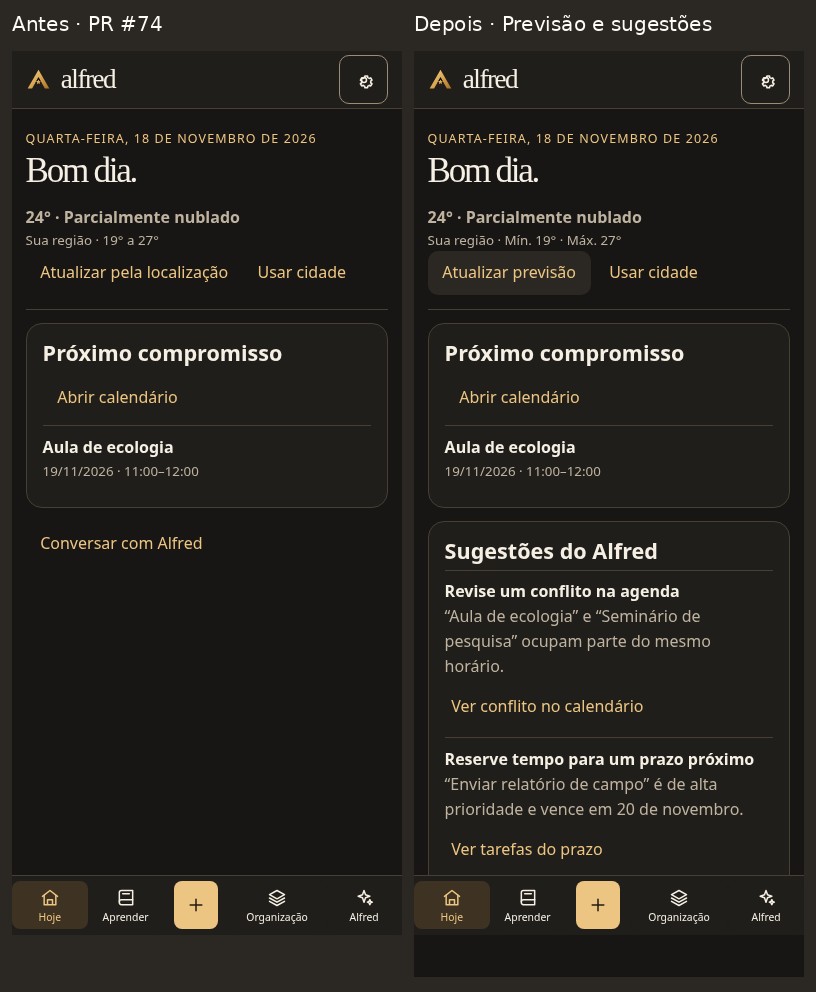 Antes · PR #74
alfred
QUARTA-FEIRA, 18 DE NOVEMBRO DE 2026
Bom dia.
24° · Parcialmente nublado
Sua região · 19° a 27°
Atualizar pela localização
Usar cidade
Próximo compromisso
Abrir calendário
Aula de ecologia
19/11/2026 · 11:00–12:00
Conversar com Alfred
Hoje
Aprender
+
Organização
Alfred
Depois · Previsão e sugestões
alfred
QUARTA-FEIRA, 18 DE NOVEMBRO DE 2026
Bom dia.
24° · Parcialmente nublado
Sua região · Mín. 19° · Máx. 27°
Atualizar previsão
Usar cidade
Próximo compromisso
Abrir calendário
Aula de ecologia
19/11/2026 · 11:00–12:00
Sugestões do Alfred
Revise um conflito na agenda
“Aula de ecologia” e “Seminário de
pesquisa” ocupam parte do mesmo
horário.
Ver conflito no calendário
Reserve tempo para um prazo próximo
“Enviar relatório de campo” é de alta
prioridade e vence em 20 de novembro.
Ver tarefas do prazo
Hoje
Aprender
+
Organização
Alfred